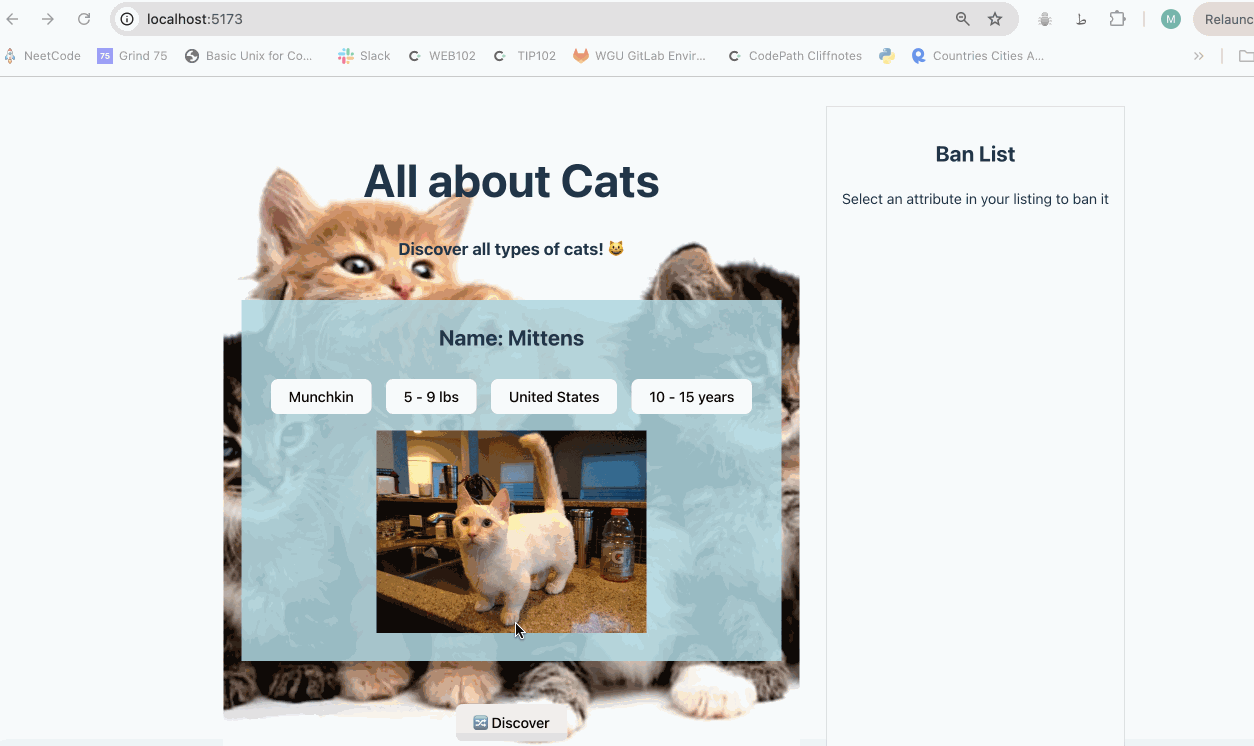 localhost:5173
M
Relaunc
NeetCode
75
Grind 75
Basic Unix for Co...
Slack
WEB102
TIP102
WGU GitLab Envir...
CodePath Cliffnotes
Countries Cities A...
All about Cats
Discover all types of cats! 😺
Name: Mittens
Munchkin
5 - 9 lbs
United States
10 - 15 years
G
🔀 Discover
Ban List
Select an attribute in your listing to ban it